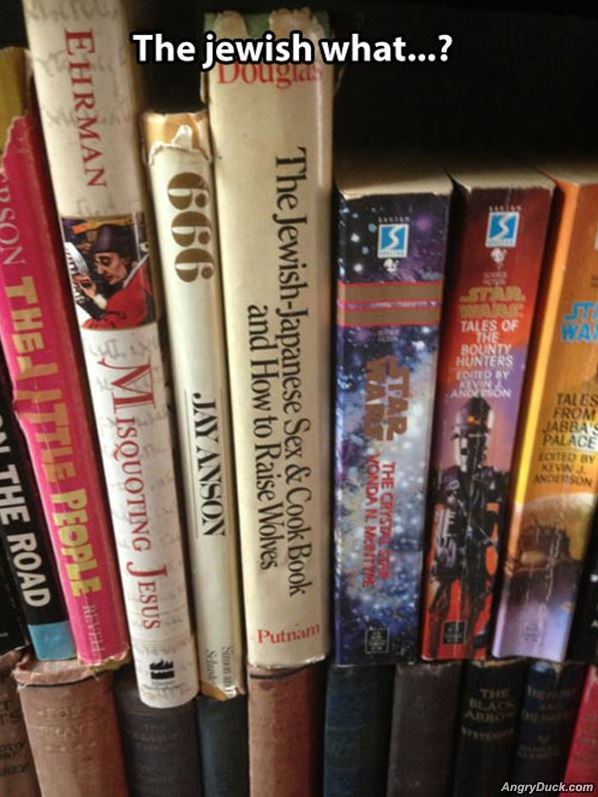 The jewish what...?
ON THE ROAD
THE LITTLE PEOPLE
EHRMAN
MISQUOTING JESUS
666
JAY ANSON
Douglas
The Jewish-Japanese Sex & Cook Book
and How to Raise Wolves
Putnam
STAR
WARS
THE CRYSTAL STAR
VONDA N. MCINTYRE
STAR
WARS
TALES OF
THE
BOUNTY
HUNTERS
EDITED BY
KEVIN J.
ANDERSON
TALES
FROM
JABBA'S
PALACE
EDITED BY
KEVIN J.
ANDERSON
THE
BLACK
ARROW
AngryDuck.com